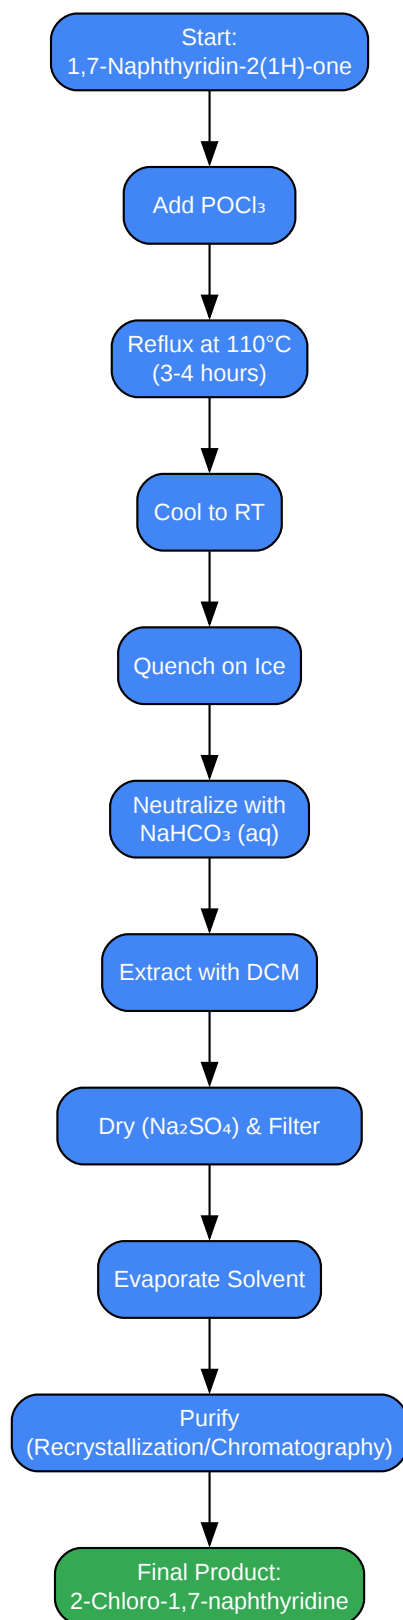 Start:
1,7-Naphthyridin-2(1H)-one
Add POCl₃
Reflux at 110°C
(3-4 hours)
Cool to RT
Quench on Ice
Neutralize with
NaHCO₃ (aq)
Extract with DCM
Dry (Na₂SO₄) & Filter
Evaporate Solvent
Purify
(Recrystallization/Chromatography)
Final Product:
2-Chloro-1,7-naphthyridine